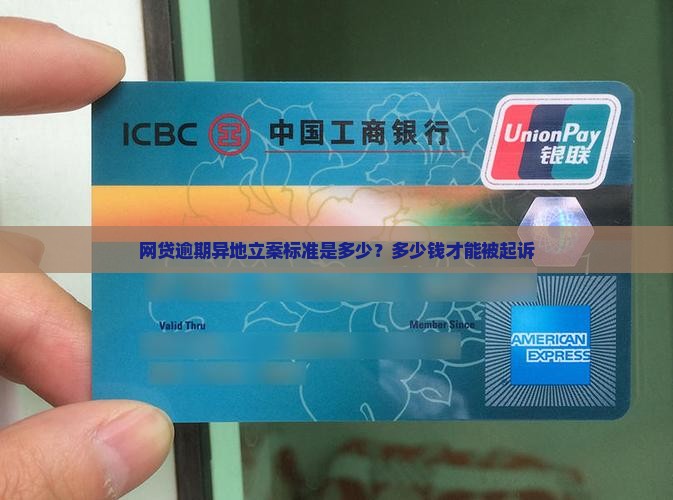 ICBC 中国工商银行
UnionPay
银联
网贷逾期异地立案标准是多少？多少钱才能被起诉
Valid Thru
Member Since
AMERICAN
EXPRESS